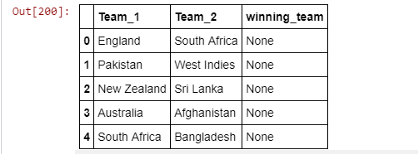 Out[200]:
Team_1 Team_2 winning_team
0 England South Africa None
1 Pakistan West Indies None
2 New Zealand Sri Lanka None
3 Australia Afghanistan None
4 South Africa Bangladesh None